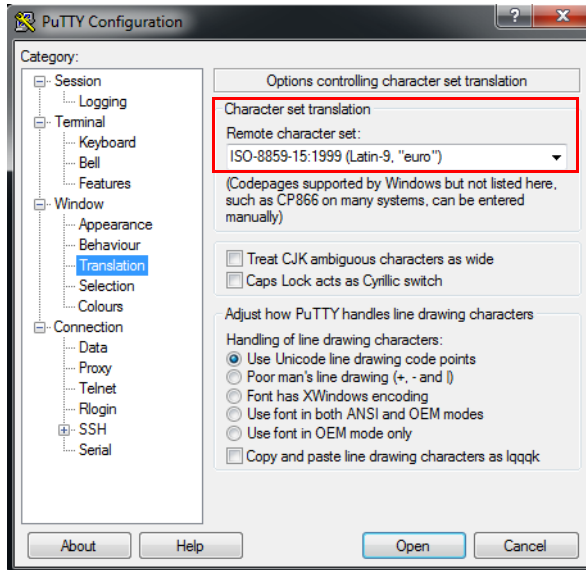 PuTTY Configuration
Category:
Session
Logging
Terminal
Keyboard
Bell
Features
Window
Appearance
Behaviour
Translation
Selection
Colours
Connection
Data
Proxy
Telnet
Rlogin
SSH
Serial
Options controlling character set translation
Character set translation
Remote character set:
ISO-8859-15:1999 (Latin-9, "euro")
(Codepages supported by Windows but not listed here,
such as CP866 on many systems, can be entered
manually)
Treat CJK ambiguous characters as wide
Caps Lock acts as Cyrillic switch
Adjust how PuTTY handles line drawing characters
Handling of line drawing characters:
Use Unicode line drawing code points
Poor man's line drawing (+, - and |)
Font has XWindows encoding
Use font in both ANSI and OEM modes
Use font in OEM mode only
Copy and paste line drawing characters as lqqqk
About
Help
Open
Cancel